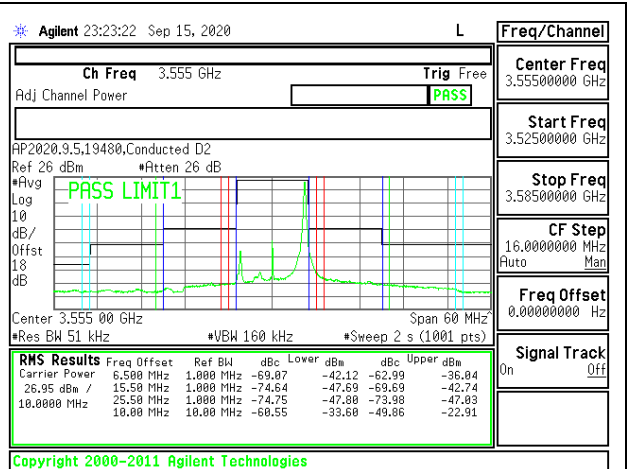 Agilent 23:23:22 Sep 15, 2020 L
Freq/Channel
Ch Freq 3.555 GHz Trig Free
Adj Channel Power PASS
AP2020.9.5,19480,Conducted D2
Ref 26 dBm #Atten 26 dB
#Avg
Log
10
dB/
Offst
18
dB
PASS LIMIT1
Center 3.555 00 GHz Span 60 MHz^
#Res BW 51 kHz #VBW 160 kHz #Sweep 2 s (1001 pts)
RMS Results Freq Offset Ref BW dBc Lower dBm dBc Upper dBm
Carrier Power 6.500 MHz 1.000 MHz -69.07 -42.12 -62.99 -36.04
26.95 dBm / 15.50 MHz 1.000 MHz -74.64 -47.69 -69.69 -42.74
10.0000 MHz 25.50 MHz 1.000 MHz -74.75 -47.80 -73.98 -47.03
10.00 MHz 10.00 MHz -60.55 -33.60 -49.86 -22.91
Center Freq
3.55500000 GHz
Start Freq
3.52500000 GHz
Stop Freq
3.58500000 GHz
CF Step
16.0000000 MHz
Auto Man
Freq Offset
0.00000000 Hz
Signal Track
On Off
Copyright 2000-2011 Agilent Technologies